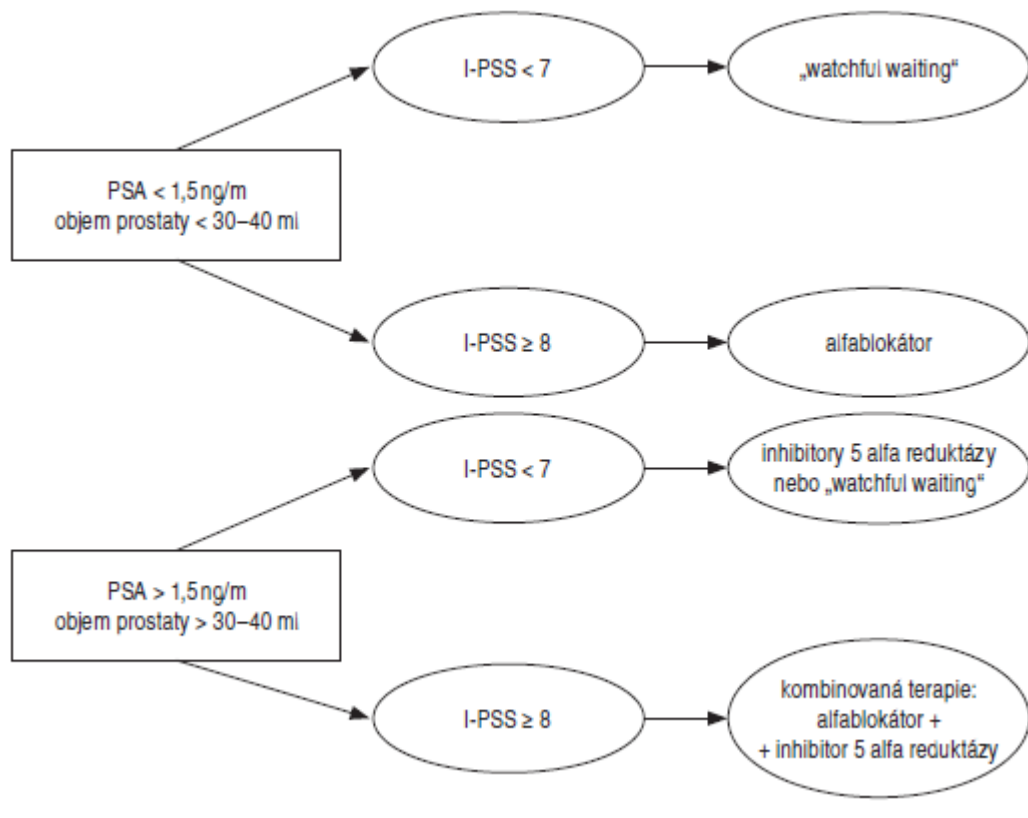 I-PSS < 7
„watchful waiting“
PSA < 1,5 ng/m
objem prostaty < 30–40 ml
I-PSS ≥ 8
alfablokátor
I-PSS < 7
inhibitory 5 alfa reduktázy
nebo „watchful waiting“
PSA > 1,5 ng/m
objem prostaty > 30–40 ml
I-PSS ≥ 8
kombinovaná terapie:
alfablokátor +
+ inhibitor 5 alfa reduktázy